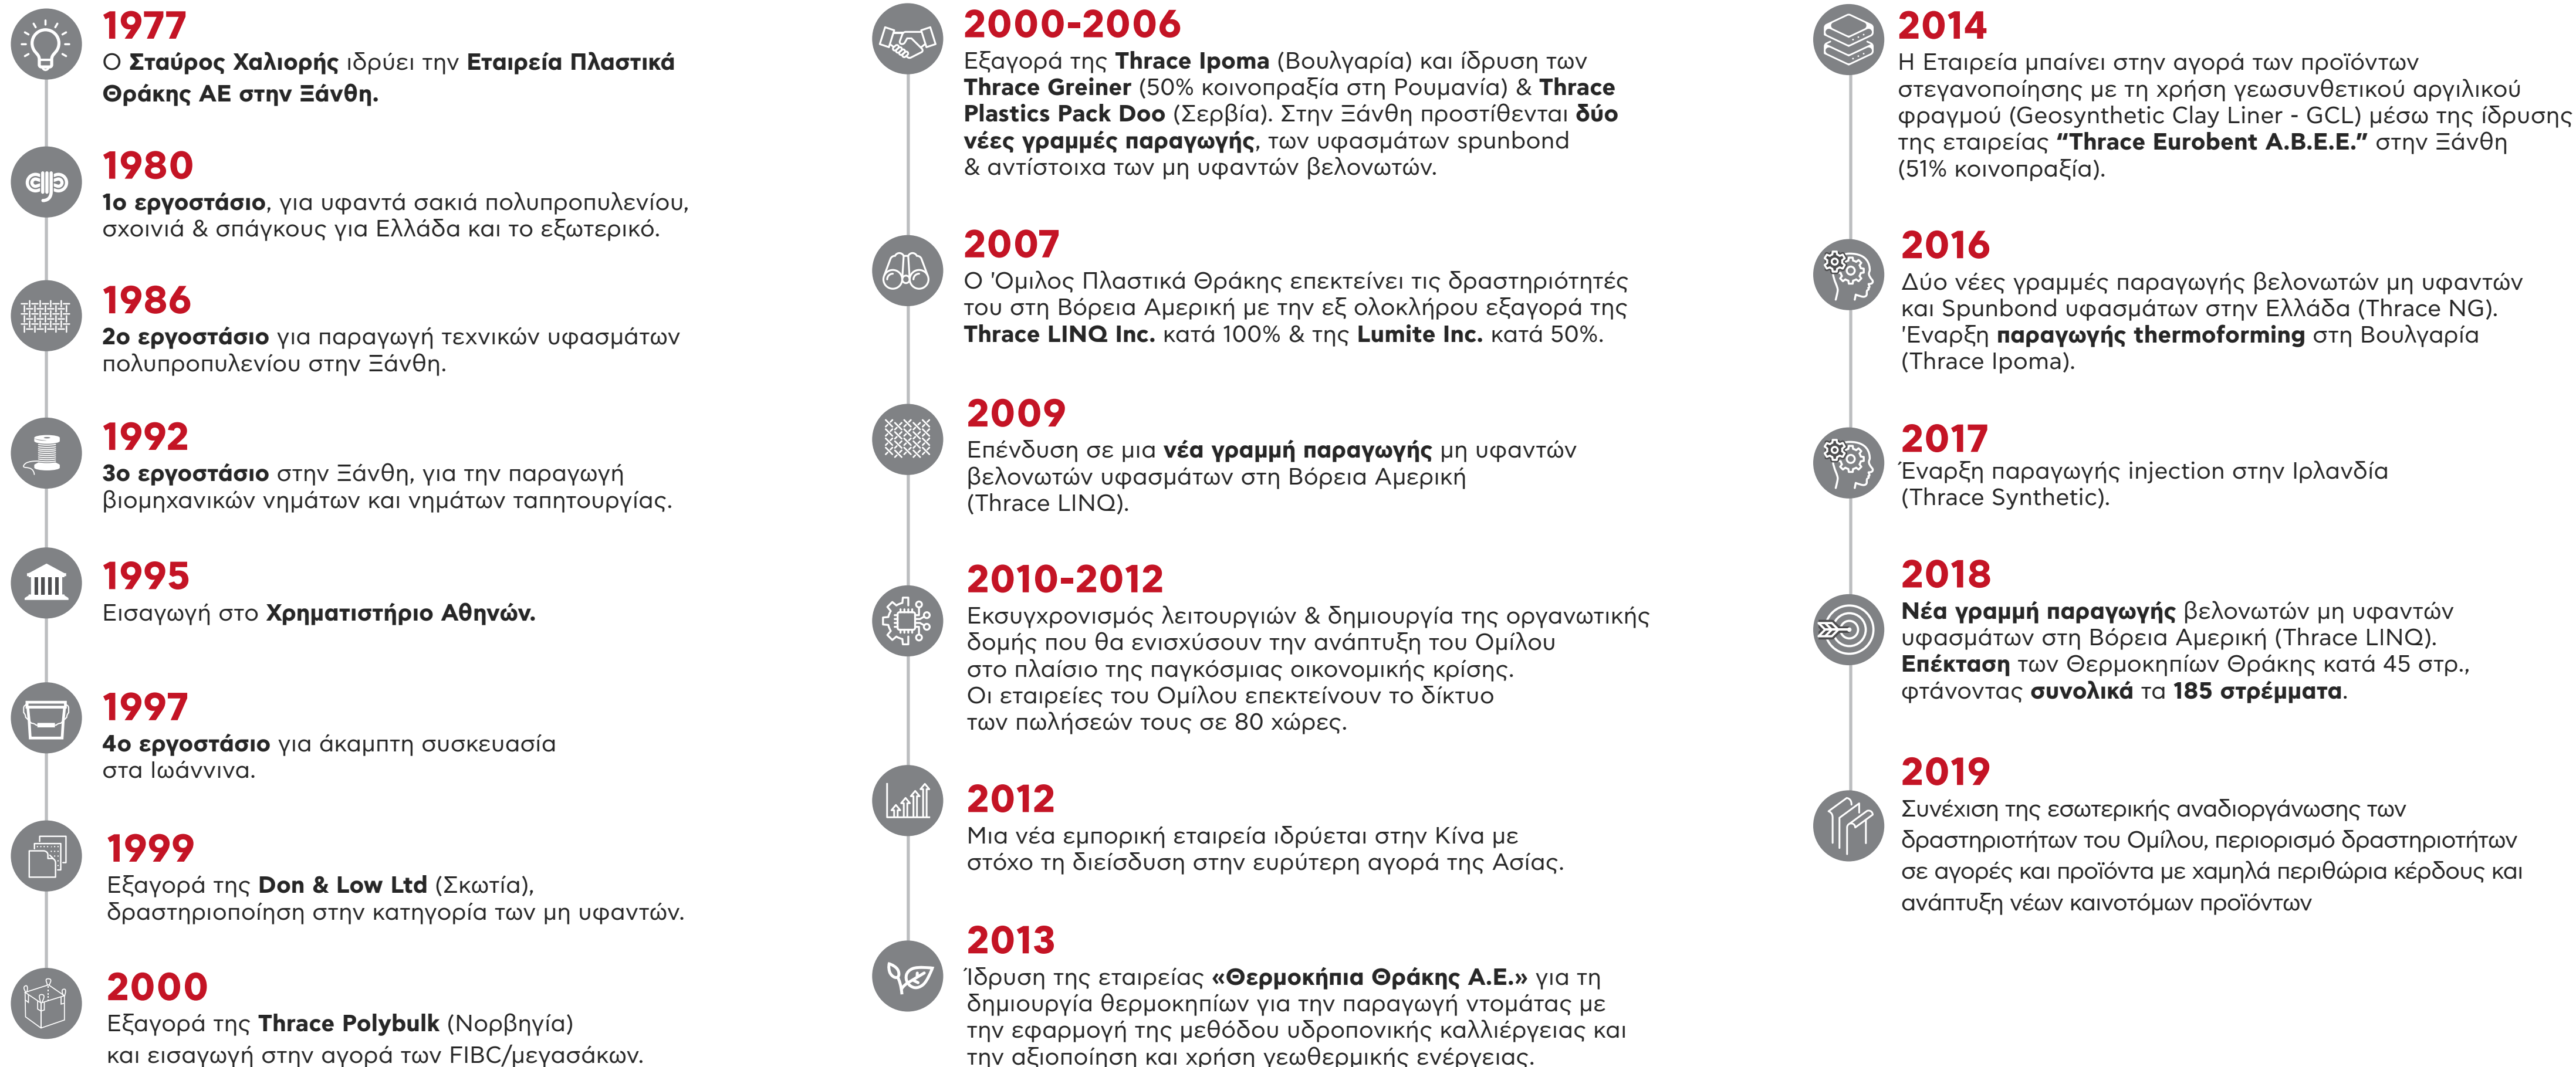 1977
Ο Σταύρος Χαλιορής ιδρύει την Εταιρεία Πλαστικά
Θράκης ΑΕ στην Ξάνθη.
1980
1ο εργοστάσιο, για υφαντά σακιά πολυπροπυλενίου,
σχοινιά & σπάγκους για Ελλάδα και το εξωτερικό.
1986
2ο εργοστάσιο για παραγωγή τεχνικών υφασμάτων
πολυπροπυλενίου στην Ξάνθη.
1992
3ο εργοστάσιο στην Ξάνθη, για την παραγωγή
βιομηχανικών νημάτων και νημάτων ταπητουργίας.
1995
Εισαγωγή στο Χρηματιστήριο Αθηνών.
1997
4ο εργοστάσιο για άκαμπτη συσκευασία
στα Ιωάννινα.
1999
Εξαγορά της Don & Low Ltd (Σκωτία),
δραστηριοποίηση στην κατηγορία των μη υφαντών.
2000
Εξαγορά της Thrace Polybulk (Νορβηγία)
και εισαγωγή στην αγορά των FIBC/μεγασάκων.
2000-2006
Εξαγορά της Thrace Ipoma (Βουλγαρία) και ίδρυση των
Thrace Greiner (50% κοινοπραξία στη Ρουμανία) & Thrace
Plastics Pack Doo (Σερβία). Στην Ξάνθη προστίθενται δύο
νέες γραμμές παραγωγής, των υφασμάτων spunbond
& αντίστοιχα των μη υφαντών βελονωτών.
2007
Ο 'Ομιλος Πλαστικά Θράκης επεκτείνει τις δραστηριότητές
του στη Βόρεια Αμερική με την εξ ολοκλήρου εξαγορά της
Thrace LINQ Inc. κατά 100% & της Lumite Inc. κατά 50%.
2009
Επένδυση σε μια νέα γραμμή παραγωγής μη υφαντών
βελονωτών υφασμάτων στη Βόρεια Αμερική
(Thrace LINQ).
2010-2012
Εκσυγχρονισμός λειτουργιών & δημιουργία της οργανωτικής
δομής που θα ενισχύσουν την ανάπτυξη του Ομίλου
στο πλαίσιο της παγκόσμιας οικονομικής κρίσης.
Οι εταιρείες του Ομίλου επεκτείνουν το δίκτυο
των πωλήσεών τους σε 80 χώρες.
2012
Μια νέα εμπορική εταιρεία ιδρύεται στην Κίνα με
στόχο τη διείσδυση στην ευρύτερη αγορά της Ασίας.
2013
Ίδρυση της εταιρείας «Θερμοκήπια Θράκης Α.Ε.» για τη
δημιουργία θερμοκηπίων για την παραγωγή ντομάτας με
την εφαρμογή της μεθόδου υδροπονικής καλλιέργειας και
την αξιοποίηση και χρήση γεωθερμικής ενέργειας.
2014
Η Εταιρεία μπαίνει στην αγορά των προϊόντων
στεγανοποίησης με τη χρήση γεωσυνθετικού αργιλικού
φραγμού (Geosynthetic Clay Liner - GCL) μέσω της ίδρυσης
της εταιρείας “Thrace Eurobent Α.Β.Ε.Ε.” στην Ξάνθη
(51% κοινοπραξία).
2016
Δύο νέες γραμμές παραγωγής βελονωτών μη υφαντών
και Spunbond υφασμάτων στην Ελλάδα (Thrace NG).
'Εναρξη παραγωγής thermoforming στη Βουλγαρία
(Thrace Ipoma).
2017
Έναρξη παραγωγής injection στην Ιρλανδία
(Thrace Synthetic).
2018
Νέα γραμμή παραγωγής βελονωτών μη υφαντών
υφασμάτων στη Βόρεια Αμερική (Thrace LINQ).
Επέκταση των Θερμοκηπίων Θράκης κατά 45 στρ.,
φτάνοντας συνολικά τα 185 στρέμματα.
2019
Συνέχιση της εσωτερικής αναδιοργάνωσης των
δραστηριοτήτων του Ομίλου, περιορισμό δραστηριοτήτων
σε αγορές και προϊόντα με χαμηλά περιθώρια κέρδους και
ανάπτυξη νέων καινοτόμων προϊόντων